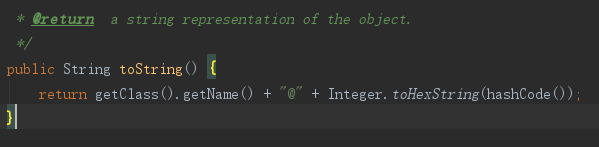 * @return  a string representation of the object.
*/
public String toString() {
    return getClass().getName() + "@" + Integer.toHexString(hashCode());
}